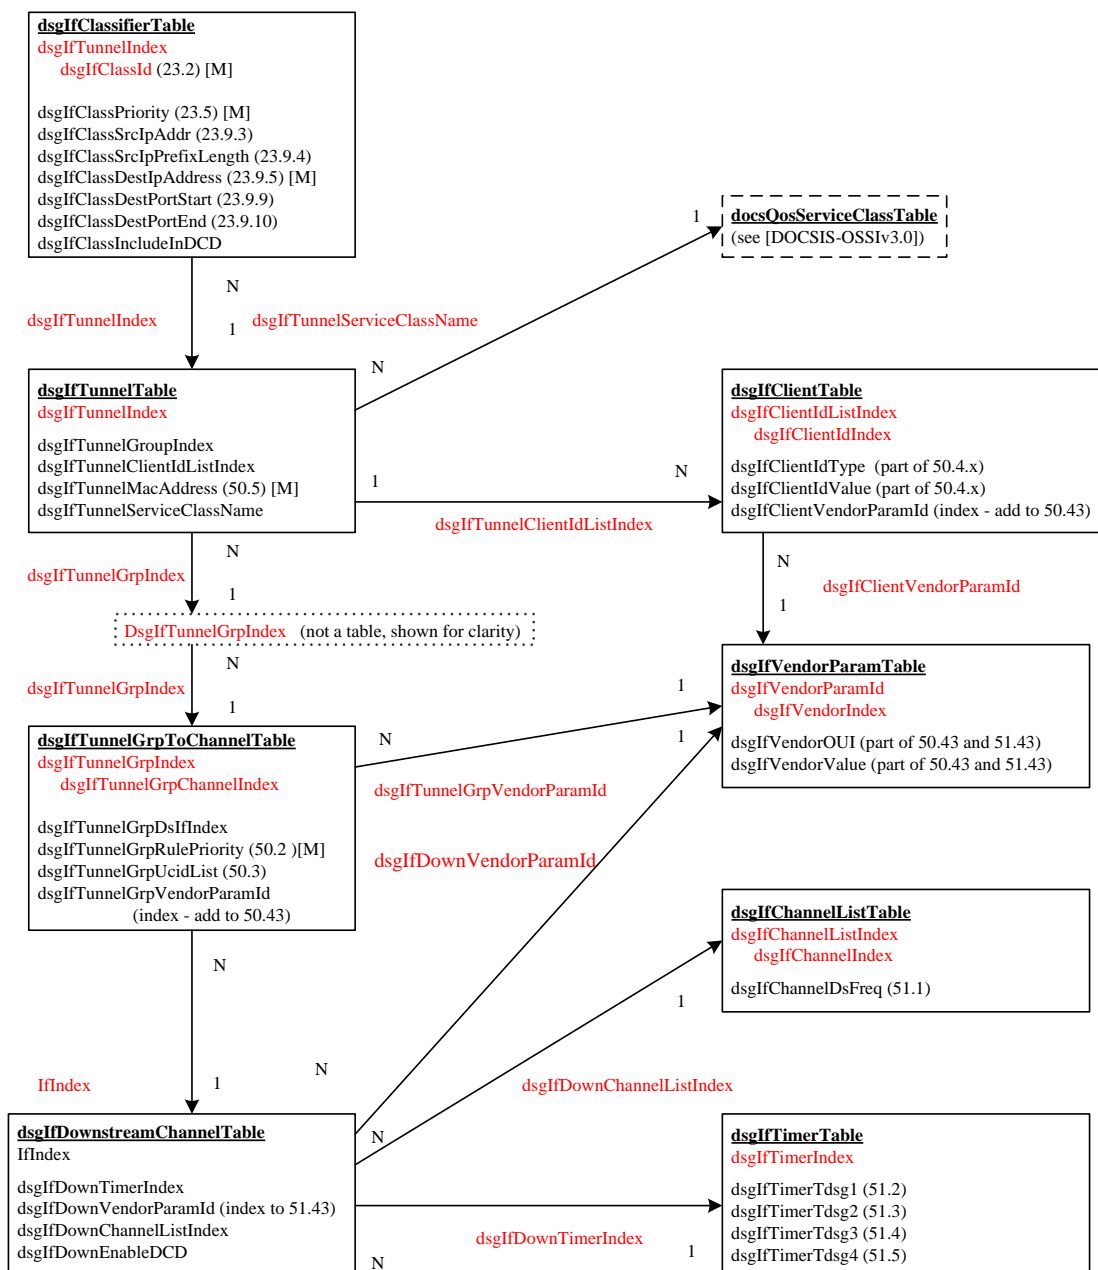 dsgIfClassifierTable
dsgIfTunnelIndex
dsgIfClassId (23.2) [M]
dsgIfClassPriority (23.5) [M]
dsgIfClassSrcIpAddr (23.9.3)
dsgIfClassSrcIpPrefixLength (23.9.4)
dsgIfClassDestIpAddress (23.9.5) [M]
dsgIfClassDestPortStart (23.9.9)
dsgIfClassDestPortEnd (23.9.10)
dsgIfClassIncludeInDCD
1
docsQosServiceClassTable
(see [DOCSIS-OSSIv3.0])
N
dsgIfTunnelIndex
1
dsgIfTunnelServiceClassName
N
dsgIfTunnelTable
dsgIfTunnelIndex
dsgIfTunnelGroupIndex
dsgIfTunnelClientIdListIndex
dsgIfTunnelMacAddress (50.5) [M]
dsgIfTunnelServiceClassName
1
N
dsgIfTunnelClientIdListIndex
dsgIfClientTable
dsgIfClientIdListIndex
dsgIfClientIdIndex
dsgIfClientIdType (part of 50.4.x)
dsgIfClientIdValue (part of 50.4.x)
dsgIfClientVendorParamId (index - add to 50.43)
N
dsgIfTunnelGrpIndex
1
N
dsgIfClientVendorParamId
1
DsgIfTunnelGrpIndex (not a table, shown for clarity)
N
dsgIfTunnelGrpIndex
1
1
dsgIfVendorParamTable
dsgIfVendorParamId
dsgIfVendorIndex
dsgIfVendorOUI (part of 50.43 and 51.43)
dsgIfVendorValue (part of 50.43 and 51.43)
N
1
dsgIfTunnelGrpVendorParamId
dsgIfTunnelGrpToChannelTable
dsgIfTunnelGrpIndex
dsgIfTunnelGrpChannelIndex
dsgIfTunnelGrpDsIfIndex
dsgIfTunnelGrpRulePriority (50.2 )[M]
dsgIfTunnelGrpUcidList (50.3)
dsgIfTunnelGrpVendorParamId
(index - add to 50.43)
dsgIfDownVendorParamId
dsgIfChannelListTable
dsgIfChannelListIndex
dsgIfChannelIndex
dsgIfChannelDsFreq (51.1)
N
1
N
IfIndex
1
dsgIfDownChannelListIndex
dsgIfDownstreamChannelTable
IfIndex
dsgIfDownTimerIndex
dsgIfDownVendorParamId (index to 51.43)
dsgIfDownChannelListIndex
dsgIfDownEnableDCD
N
dsgIfDownTimerIndex
N
1
dsgIfTimerTable
dsgIfTimerIndex
dsgIfTimerTdsg1 (51.2)
dsgIfTimerTdsg2 (51.3)
dsgIfTimerTdsg3 (51.4)
dsgIfTimerTdsg4 (51.5)